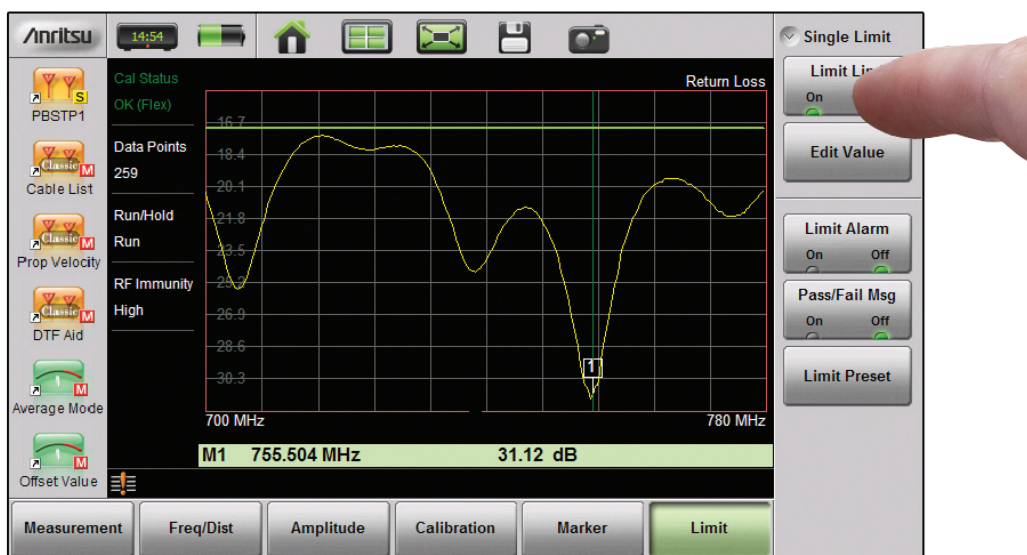 Anritsu
14:54
Single Limit
Limit
On
Edit Value
Limit Alarm
On Off
Pass/Fail Msg
On Off
Limit Preset
S
PBSTP1
Classic M
Cable List
Classic M
Prop Velocity
Classic M
DTF Aid
M
Average Mode
M
Offset Value
Cal Status
OK (Flex)
Data Points
259
Run/Hold
Run
RF Immunity
High
Return Loss
16.7
18.4
20.1
21.8
23.5
25.2
26.9
28.6
30.3
1
700 MHz 780 MHz
M1 755.504 MHz 31.12 dB
Measurement Freq/Dist Amplitude Calibration Marker Limit